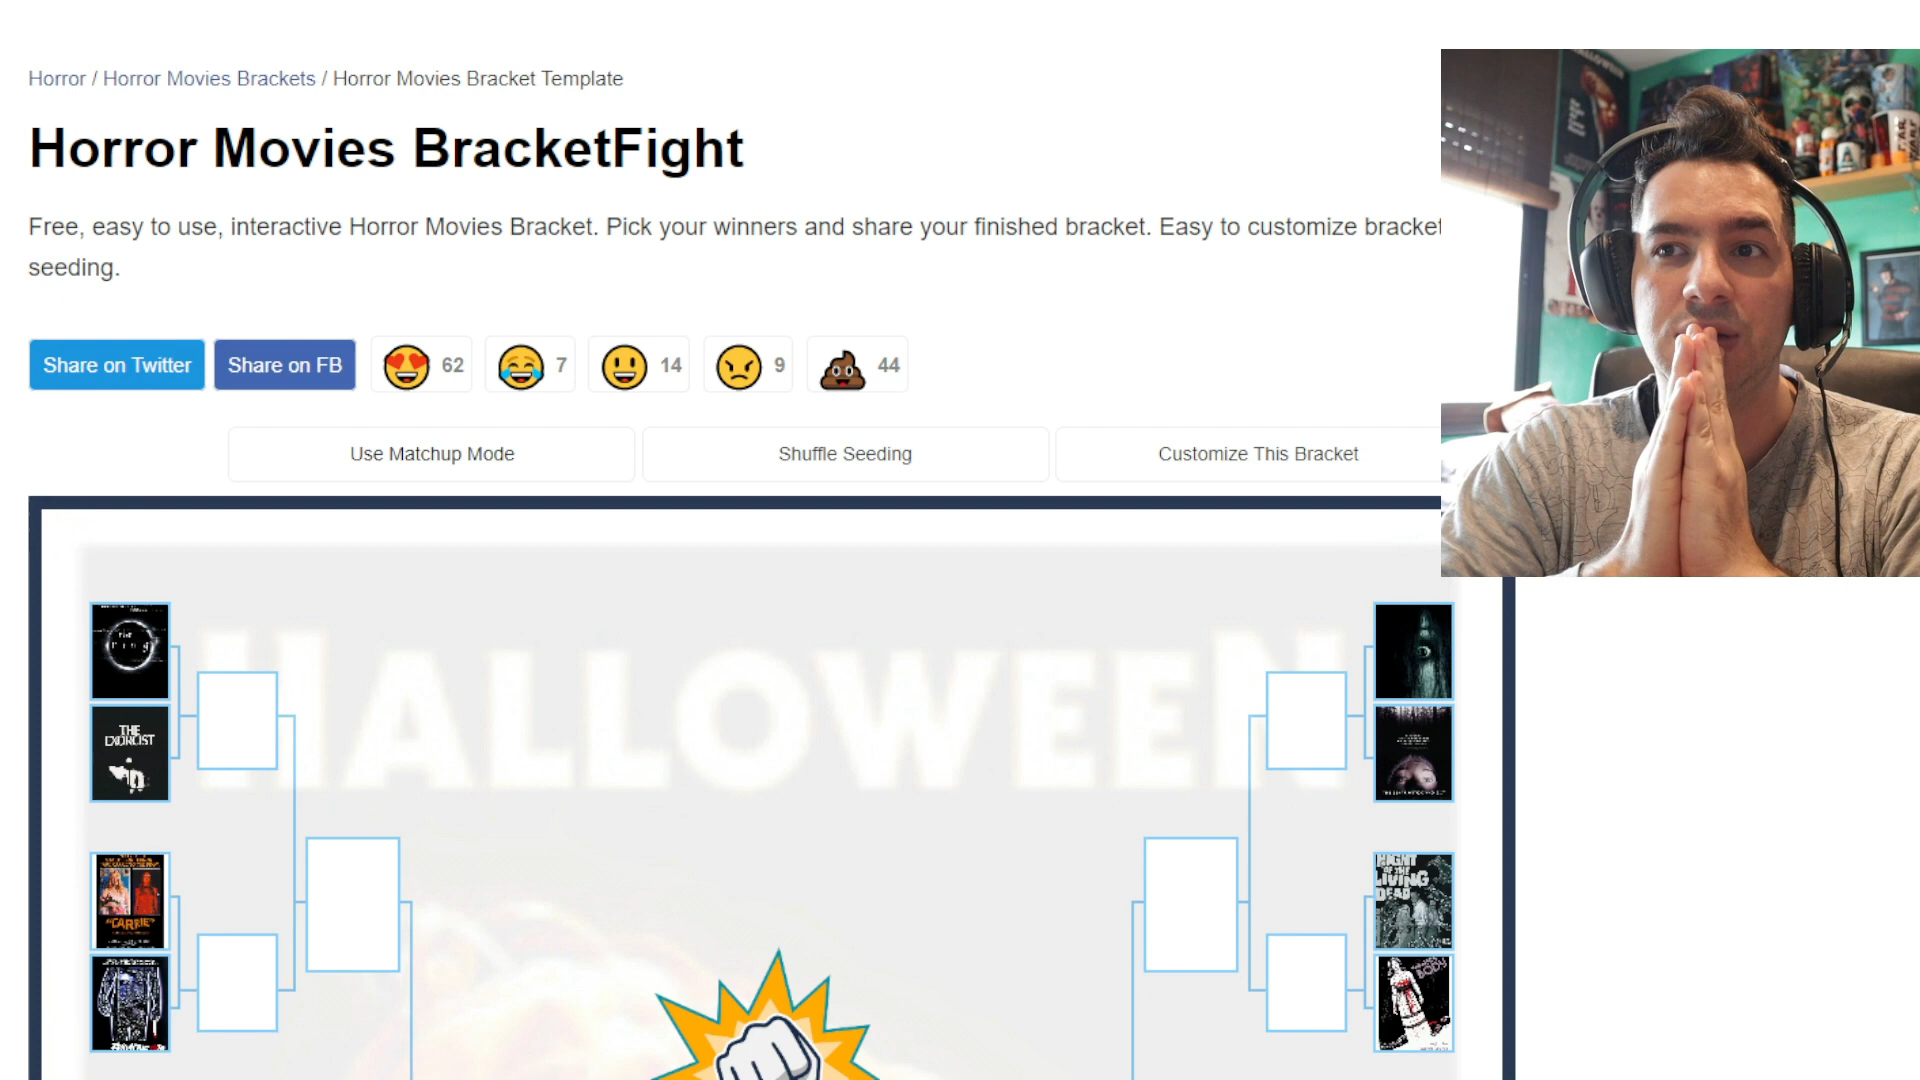 Horror / Horror Movies Brackets / Horror Movies Bracket Template
Horror Movies BracketFight
Free, easy to use, interactive Horror Movies Bracket. Pick your winners and share your finished bracket. Easy to customize bracket
seeding.
Share on Twitter
Share on FB
62
7
14
9
44
Use Matchup Mode
Shuffle Seeding
Customize This Bracket
HALLOWEEN
THE
EXORCIST
"CARRIE"
NIGHT
OF THE
LIVING
DEAD
BODY